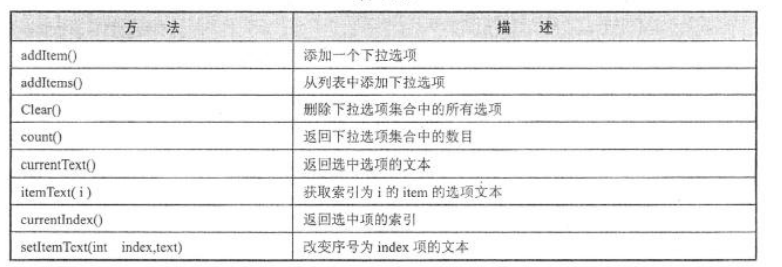 方 法 描 述
addItem() 添加一个下拉选项
addItems() 从列表中添加下拉选项
Clear() 删除下拉选项集合中的所有选项
count() 返回下拉选项集合中的数目
currentText() 返回选中选项的文本
itemText( i ) 获取索引为 i 的 item 的选项文本
currentIndex() 返回选中项的索引
setItemText(int index,text) 改变序号为 index 项的文本